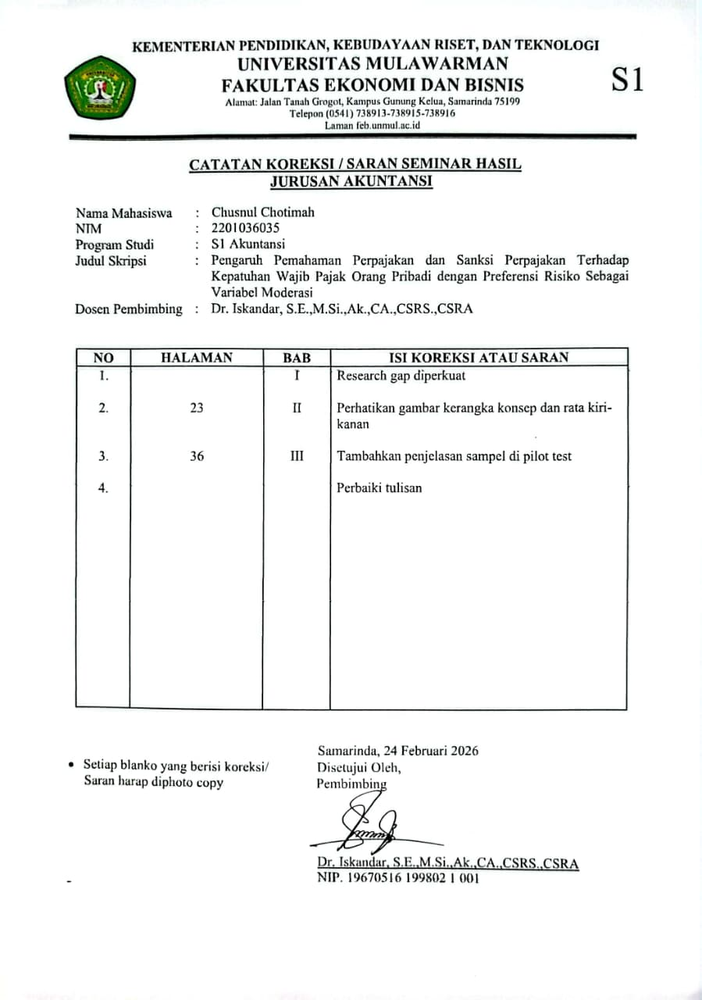 KEMENTERIAN PENDIDIKAN, KEBUDAYAAN RISET, DAN TEKNOLOGI
UNIVERSITAS MULAWARMAN
FAKULTAS EKONOMI DAN BISNIS
S1
Alamat: Jalan Tanah Grogot, Kampus Gunung Kelua, Samarinda 75199
Telepon (0541) 738913-738915-738916
Laman feb.unmul.ac.id
CATATAN KOREKSI / SARAN SEMINAR HASIL
JURUSAN AKUNTANSI
Nama Mahasiswa : Chusnul Chotimah
NIM : 2201036035
Program Studi : S1 Akuntansi
Judul Skripsi : Pengaruh Pemahaman Perpajakan dan Sanksi Perpajakan Terhadap
Kepatuhan Wajib Pajak Orang Pribadi dengan Preferensi Risiko Sebagai
Variabel Moderasi
Dosen Pembimbing : Dr. Iskandar, S.E.,M.Si.,Ak.,CA.,CSRS.,CSRA
NO HALAMAN BAB ISI KOREKSI ATAU SARAN
1. I Research gap diperkuat
2. 23 II Perhatikan gambar kerangka konsep dan rata kiri-
kanan
3. 36 III Tambahkan penjelasan sampel di pilot test
4. Perbaiki tulisan
Samarinda, 24 Februari 2026
• Setiap blanko yang berisi koreksi/
Saran harap diphoto copy
Disetujui Oleh,
Pembimbing
Dr. Iskandar, S.E.,M.Si.,Ak.,CA.,CSRS.,CSRA
NIP. 19670516 199802 1 001